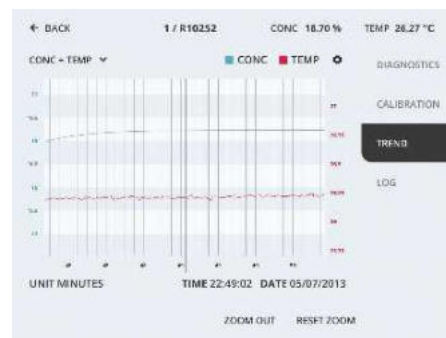 ← BACK 1 / R10252 CONC 18.70 % TEMP 26.27 °C
CONC + TEMP CONC TEMP
DIAGNOSTICS
CALIBRATION
TREND
LOG
UNIT MINUTES TIME 22:49:02 DATE 05/07/2013
ZOOM OUT RESET ZOOM